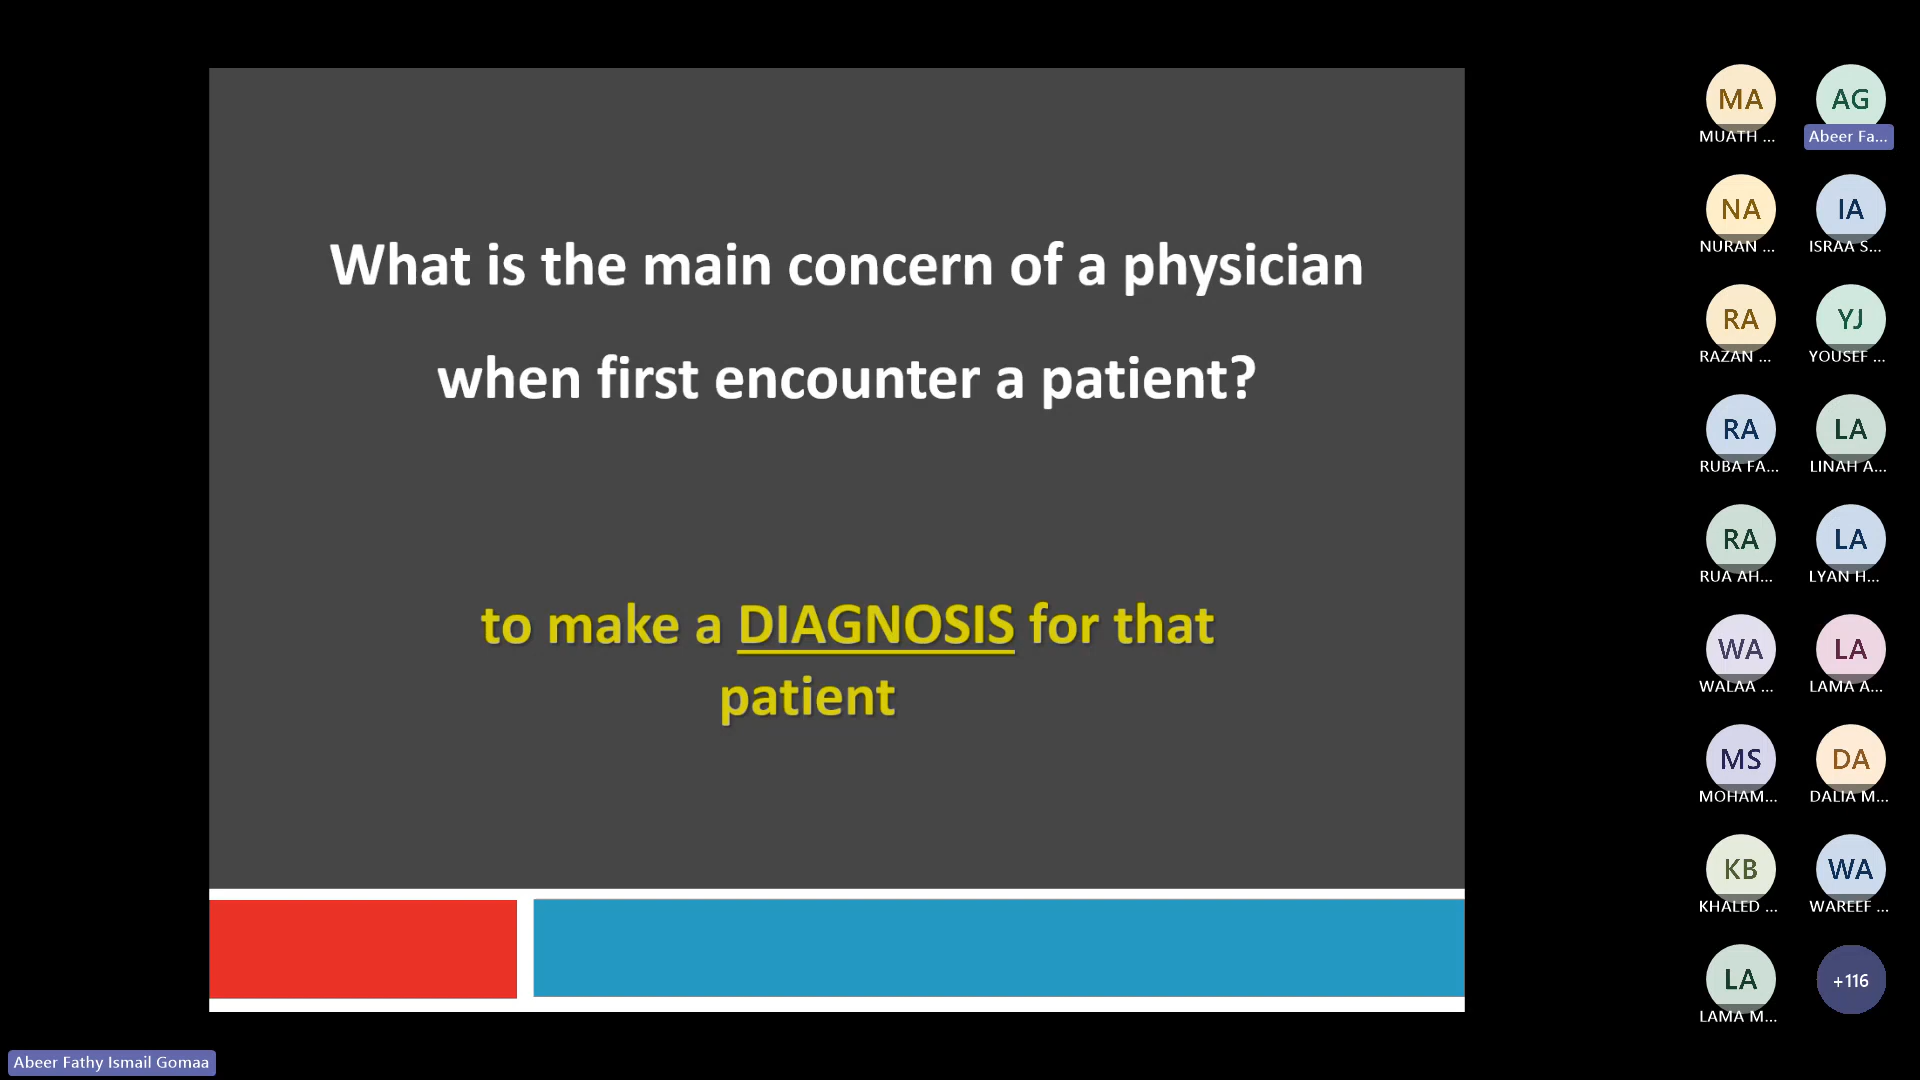 What is the main concern of a physician
when first encounter a patient?
to make a DIAGNOSIS for that
patient
MA
MUATH ...
AG
Abeer Fa...
NA
NURAN ...
IA
ISRAA S...
RA
RAZAN ...
YJ
YOUSEF ...
RA
RUBA FA...
LA
LINAH A...
RA
RUA AH...
LA
LYAN H...
WA
WALAA ...
LA
LAMA A...
MS
MOHAM...
DA
DALIA M...
KB
KHALED ...
WA
WAREEF ...
LA
LAMA M...
+116
Abeer Fathy Ismail Gomaa